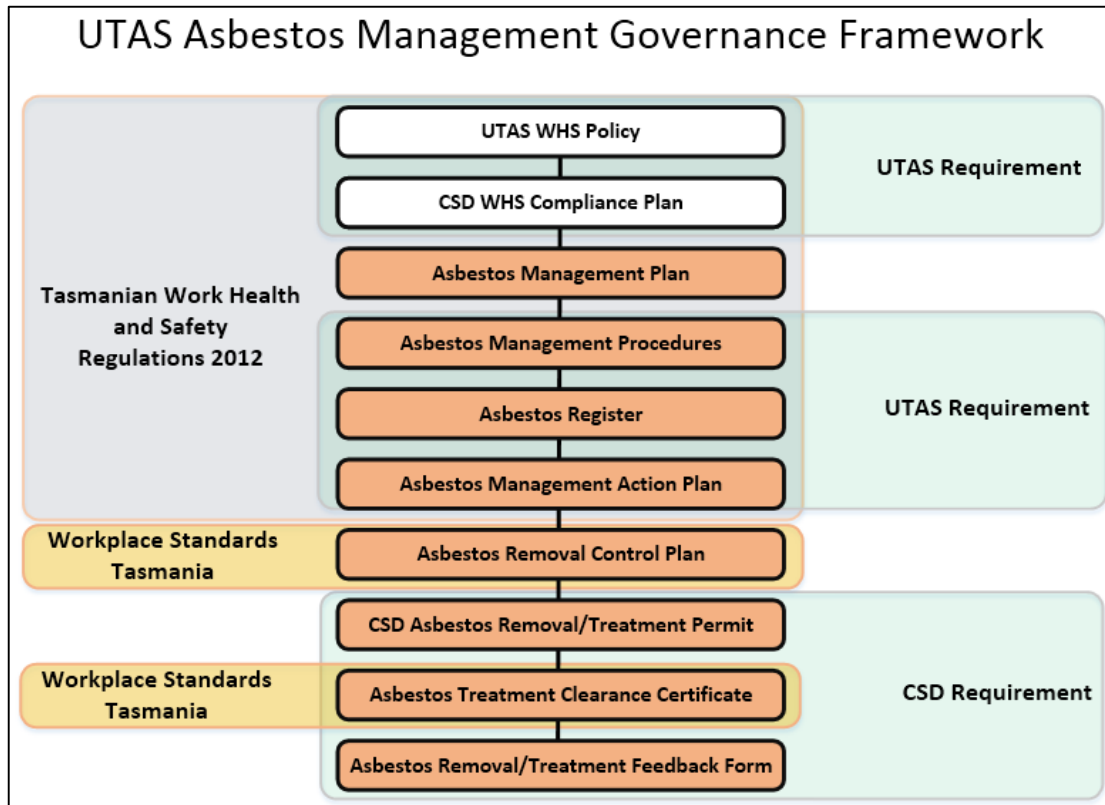 UTAS Asbestos Management Governance Framework
UTAS WHS Policy
UTAS Requirement
CSD WHS Compliance Plan
Asbestos Management Plan
Tasmanian Work Health
and Safety
Regulations 2012
Asbestos Management Procedures
Asbestos Register
UTAS Requirement
Asbestos Management Action Plan
Workplace Standards
Tasmania
Asbestos Removal Control Plan
CSD Asbestos Removal/Treatment Permit
Workplace Standards
Tasmania
Asbestos Treatment Clearance Certificate
CSD Requirement
Asbestos Removal/Treatment Feedback Form